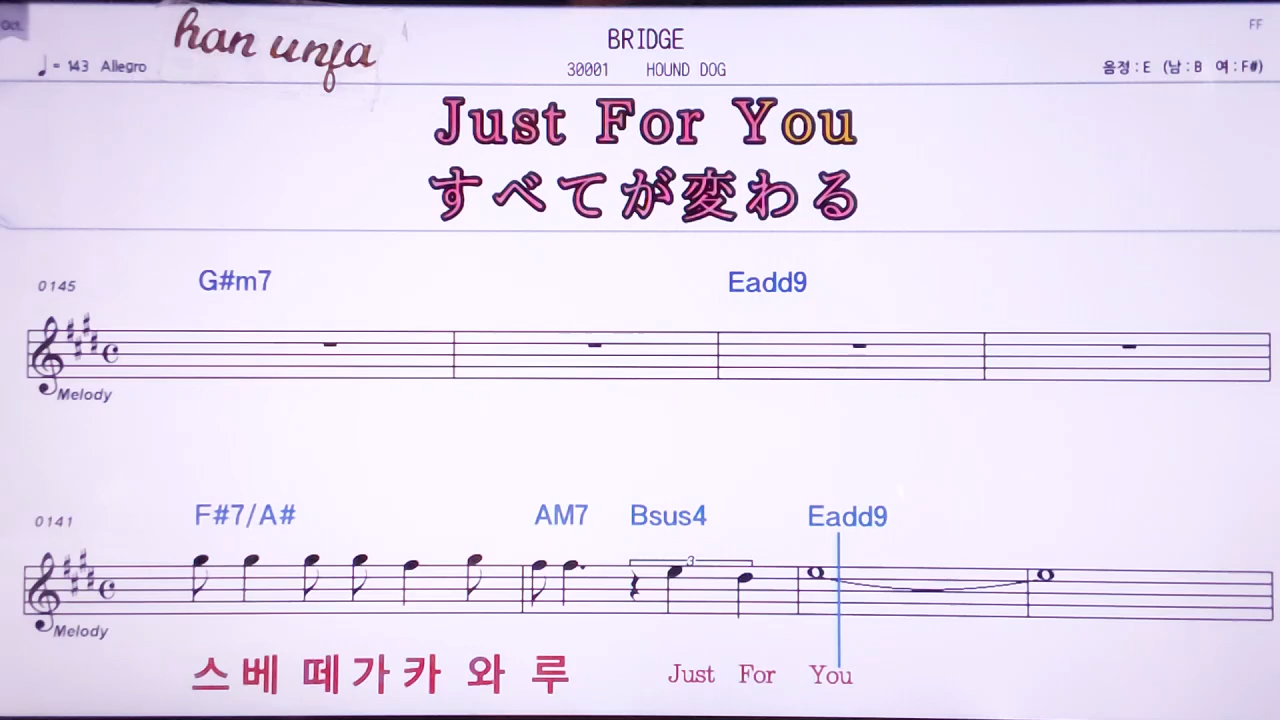 Oct.
han unfa
BRIDGE
FF
♩= 143 Allegro
30001 HOUND DOG
음정:E (남:B 여:F#)
Just For You
すべてが変わる
0145
G#m7 Eadd9
Melody
0141
F#7/A# AM7 Bsus4 Eadd9
3
Melody
스베 떼가카 와 루 Just For You